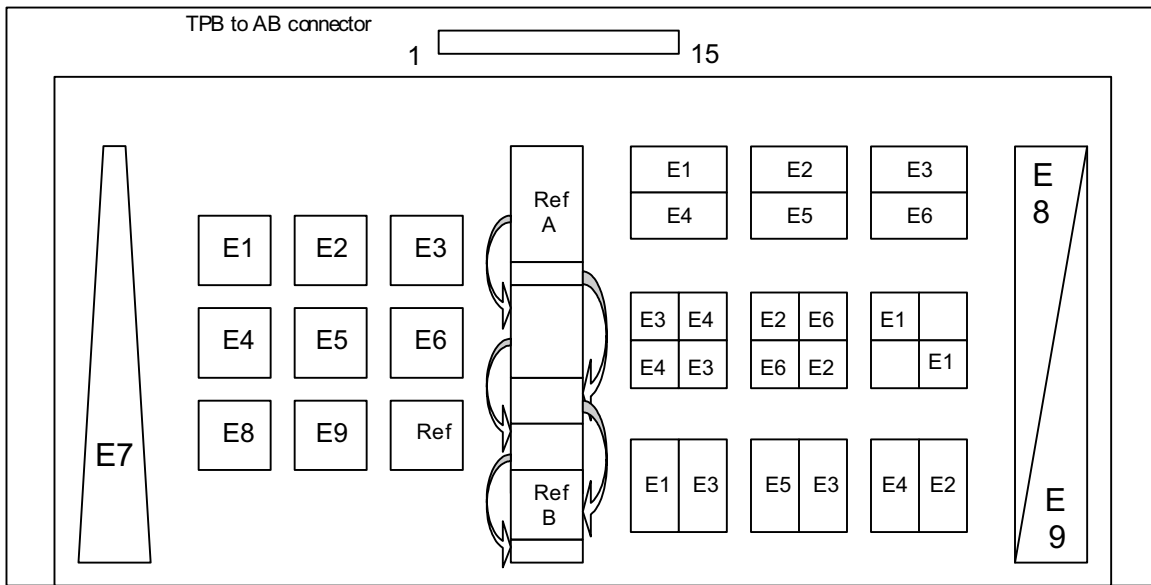 TPB to AB connector
1
15
E7
E1 E2 E3
E4 E5 E6
E8 E9 Ref
Ref
A
Ref
B
E1 E2 E3
E4 E5 E6
E3 E4 E2 E6 E1
E4 E3 E6 E2 E1
E1 E3 E5 E3 E4 E2
E
8
E
9